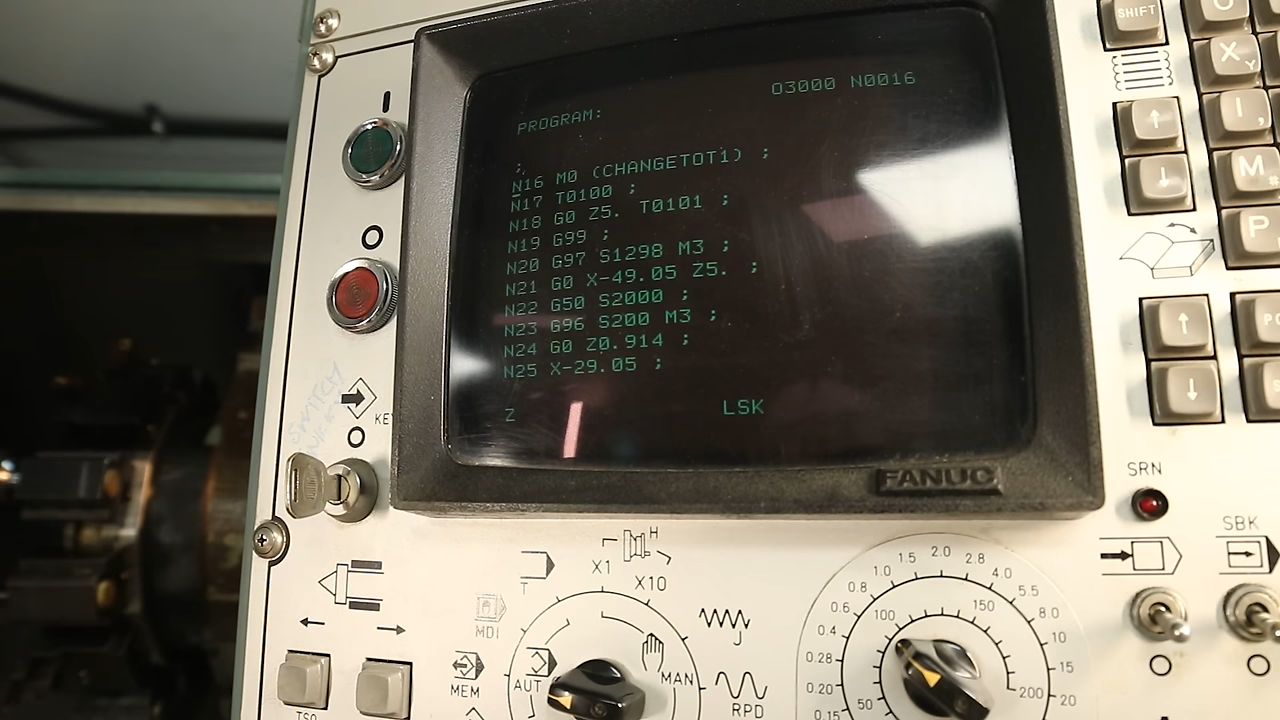 O3000 N0016
PROGRAM:
;
N16 M0 (CHANGETOT1) ;
N17 T0100 ;
N18 G0 Z5. T0101 ;
N19 G99 ;
N20 G97 S1298 M3 ;
N21 G0 X-49.05 Z5. ;
N22 G50 S2000 ;
N23 G96 S200 M3 ;
N24 G0 Z0.914 ;
N25 X-29.05 ;
Z LSK
FANUC
SHIFT
X Y
I ,
M
P
KEY
SWITCH
SRN
SBK
H
X1
X10
T
MDI
MEM
AUT
MAN
J
RPD
0.15 0.20 0.28 0.4 0.6 0.8 1.0 1.5 2.0 2.8 4.0 5.5 8.0 10 15 20
50 100 150 200